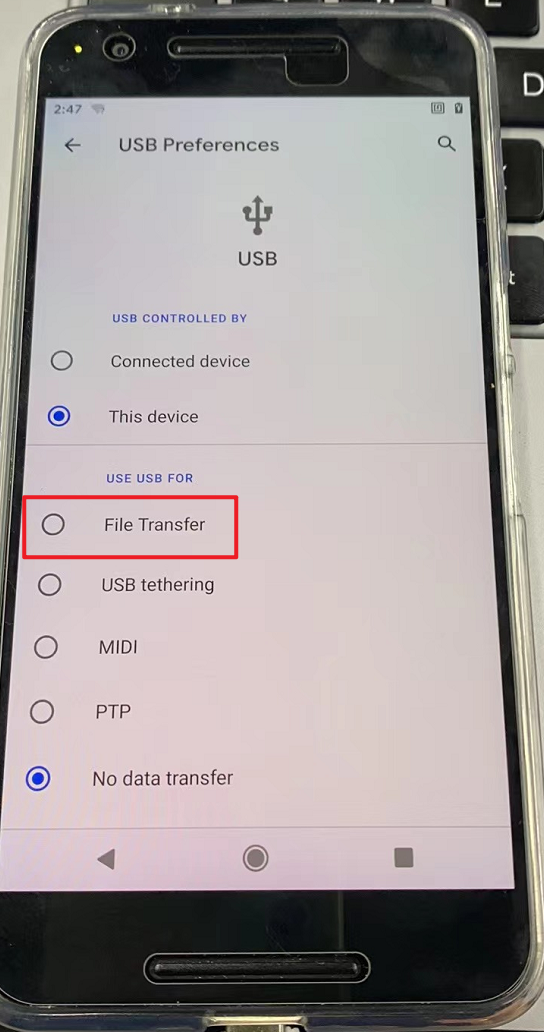 2:47
USB Preferences
USB
USB CONTROLLED BY
Connected device
This device
USE USB FOR
File Transfer
USB tethering
MIDI
PTP
No data transfer
D
t